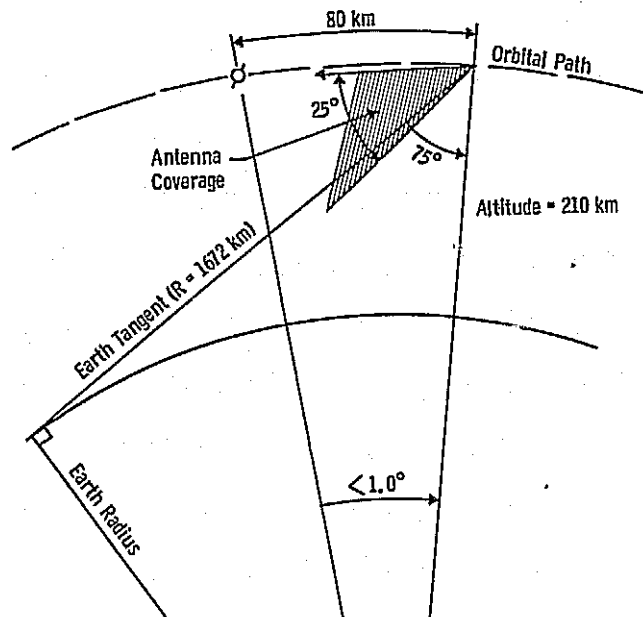 80 km
Orbital Path
25°
Antenna
Coverage
75°
Altitude = 210 km
Earth Tangent (R = 1672 km)
<1.0°
Earth Radius